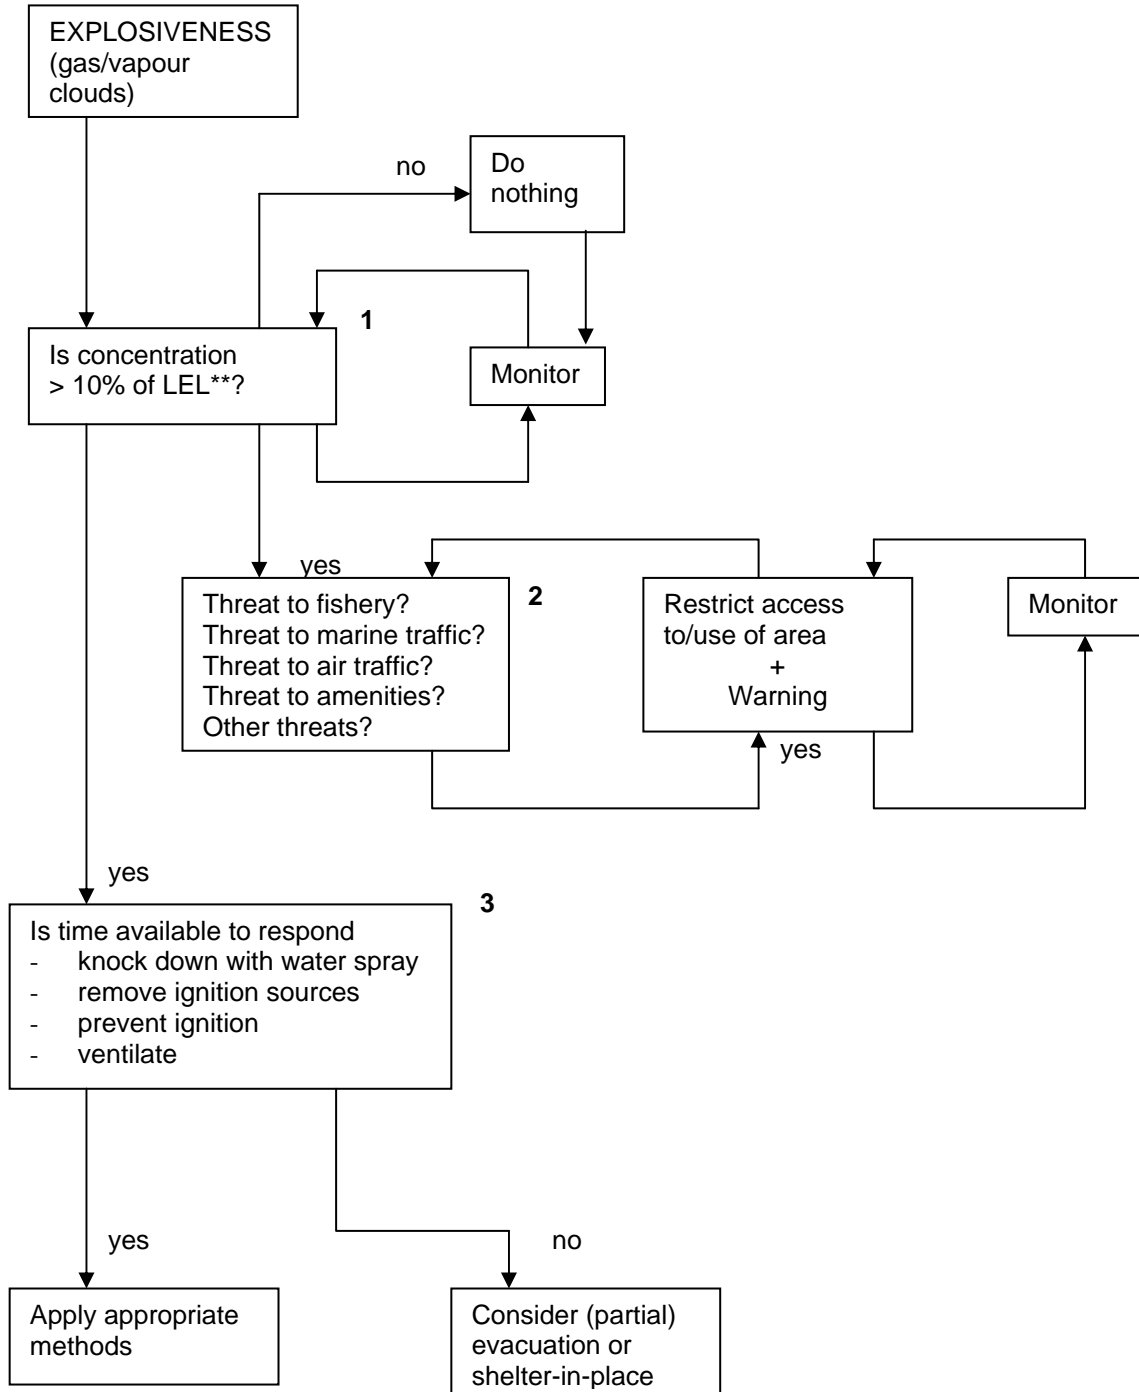 EXPLOSIVENESS
(gas/vapour
clouds)
no
Do
nothing
1
Is concentration
> 10% of LEL**?
Monitor
yes
2
Threat to fishery?
Threat to marine traffic?
Threat to air traffic?
Threat to amenities?
Other threats?
Restrict access
to/use of area
+
Warning
yes
Monitor
yes
3
Is time available to respond
- knock down with water spray
- remove ignition sources
- prevent ignition
- ventilate
yes
no
Apply appropriate
methods
Consider (partial)
evacuation or
shelter-in-place